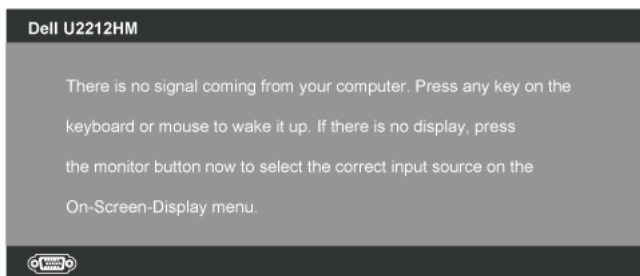 Dell U2212HM
There is no signal coming from your computer. Press any key on the
keyboard or mouse to wake it up. If there is no display, press
the monitor button now to select the correct input source on the
On-Screen-Display menu.